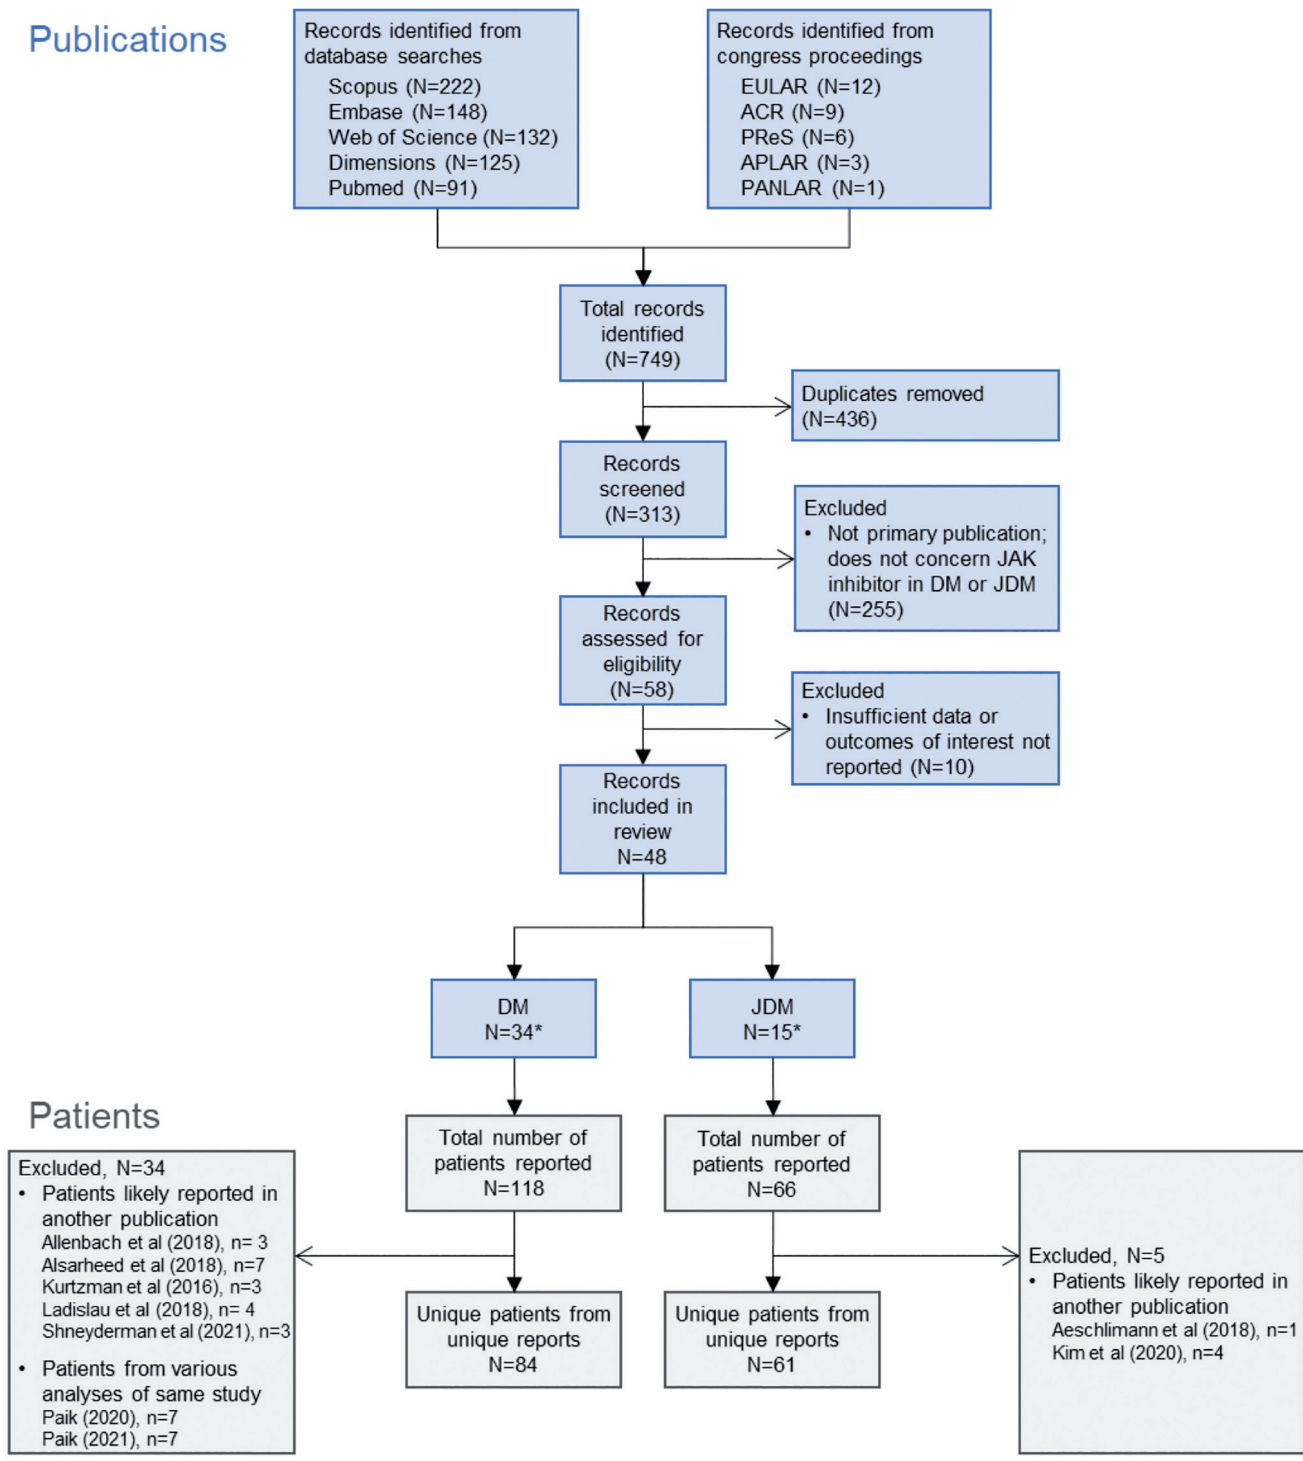 Publications
Records identified from
database searches
Scopus (N=222)
Embase (N=148)
Web of Science (N=132)
Dimensions (N=125)
Pubmed (N=91)
Records identified from
congress proceedings
EULAR (N=12)
ACR (N=9)
PReS (N=6)
APLAR (N=3)
PANLAR (N=1)
Total records
identified
(N=749)
Duplicates removed
(N=436)
Records
screened
(N=313)
Excluded
• Not primary publication;
does not concern JAK
inhibitor in DM or JDM
(N=255)
Records
assessed for
eligibility
(N=58)
Excluded
• Insufficient data or
outcomes of interest not
reported (N=10)
Records
included in
review
N=48
DM
N=34*
JDM
N=15*
Patients
Total number of
patients reported
N=118
Total number of
patients reported
N=66
Excluded, N=34
• Patients likely reported in
another publication
Allenbach et al (2018), n= 3
Alsarheed et al (2018), n=7
Kurtzman et al (2016), n=3
Ladislau et al (2018), n= 4
Shneyderman et al (2021), n=3
• Patients from various
analyses of same study
Paik (2020), n=7
Paik (2021), n=7
Excluded, N=5
• Patients likely reported in
another publication
Aeschlimann et al (2018), n=1
Kim et al (2020), n=4
Unique patients from
unique reports
N=84
Unique patients from
unique reports
N=61